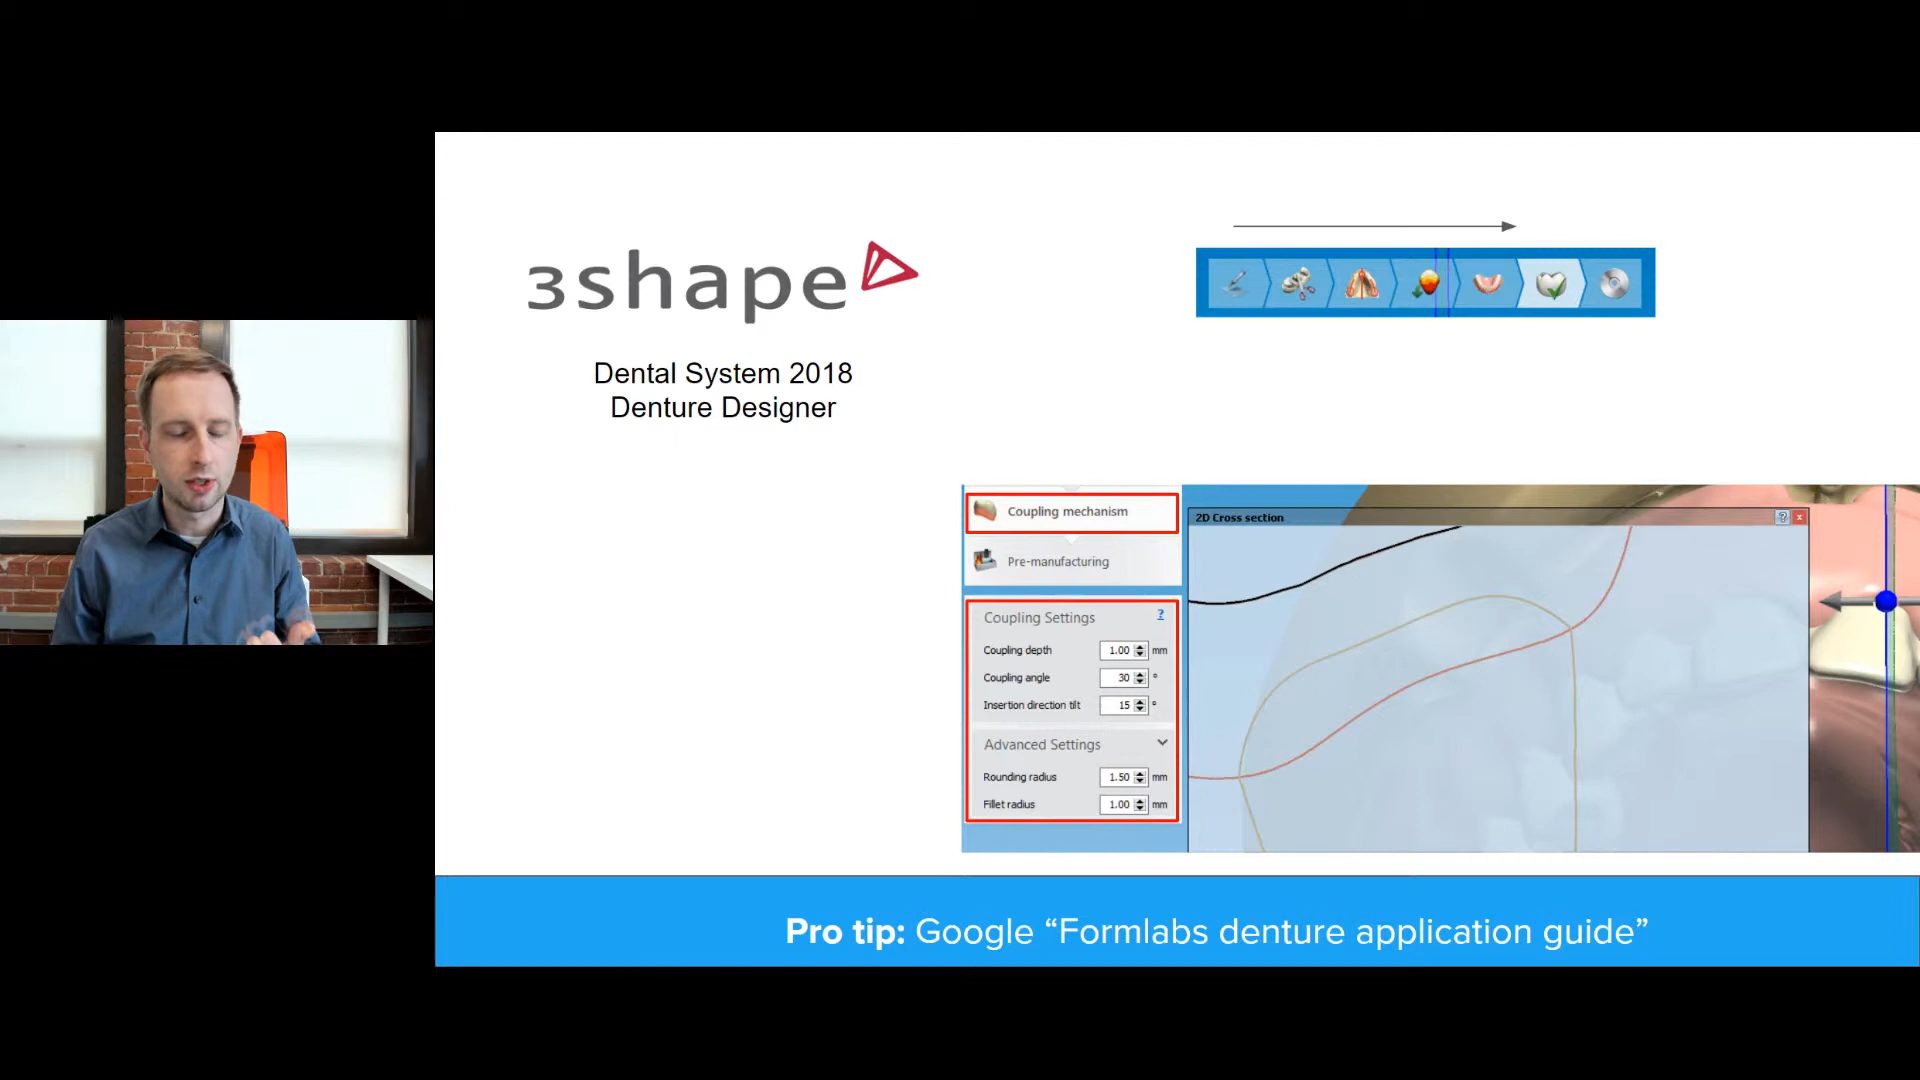 3shape
Dental System 2018
Denture Designer
Coupling mechanism
Pre-manufacturing
Coupling Settings ?
Coupling depth 1.00 mm
Coupling angle 30 °
Insertion direction tilt 15 °
Advanced Settings
Rounding radius 1.50 mm
Fillet radius 1.00 mm
2D Cross section ? x
Pro tip: Google “Formlabs denture application guide”